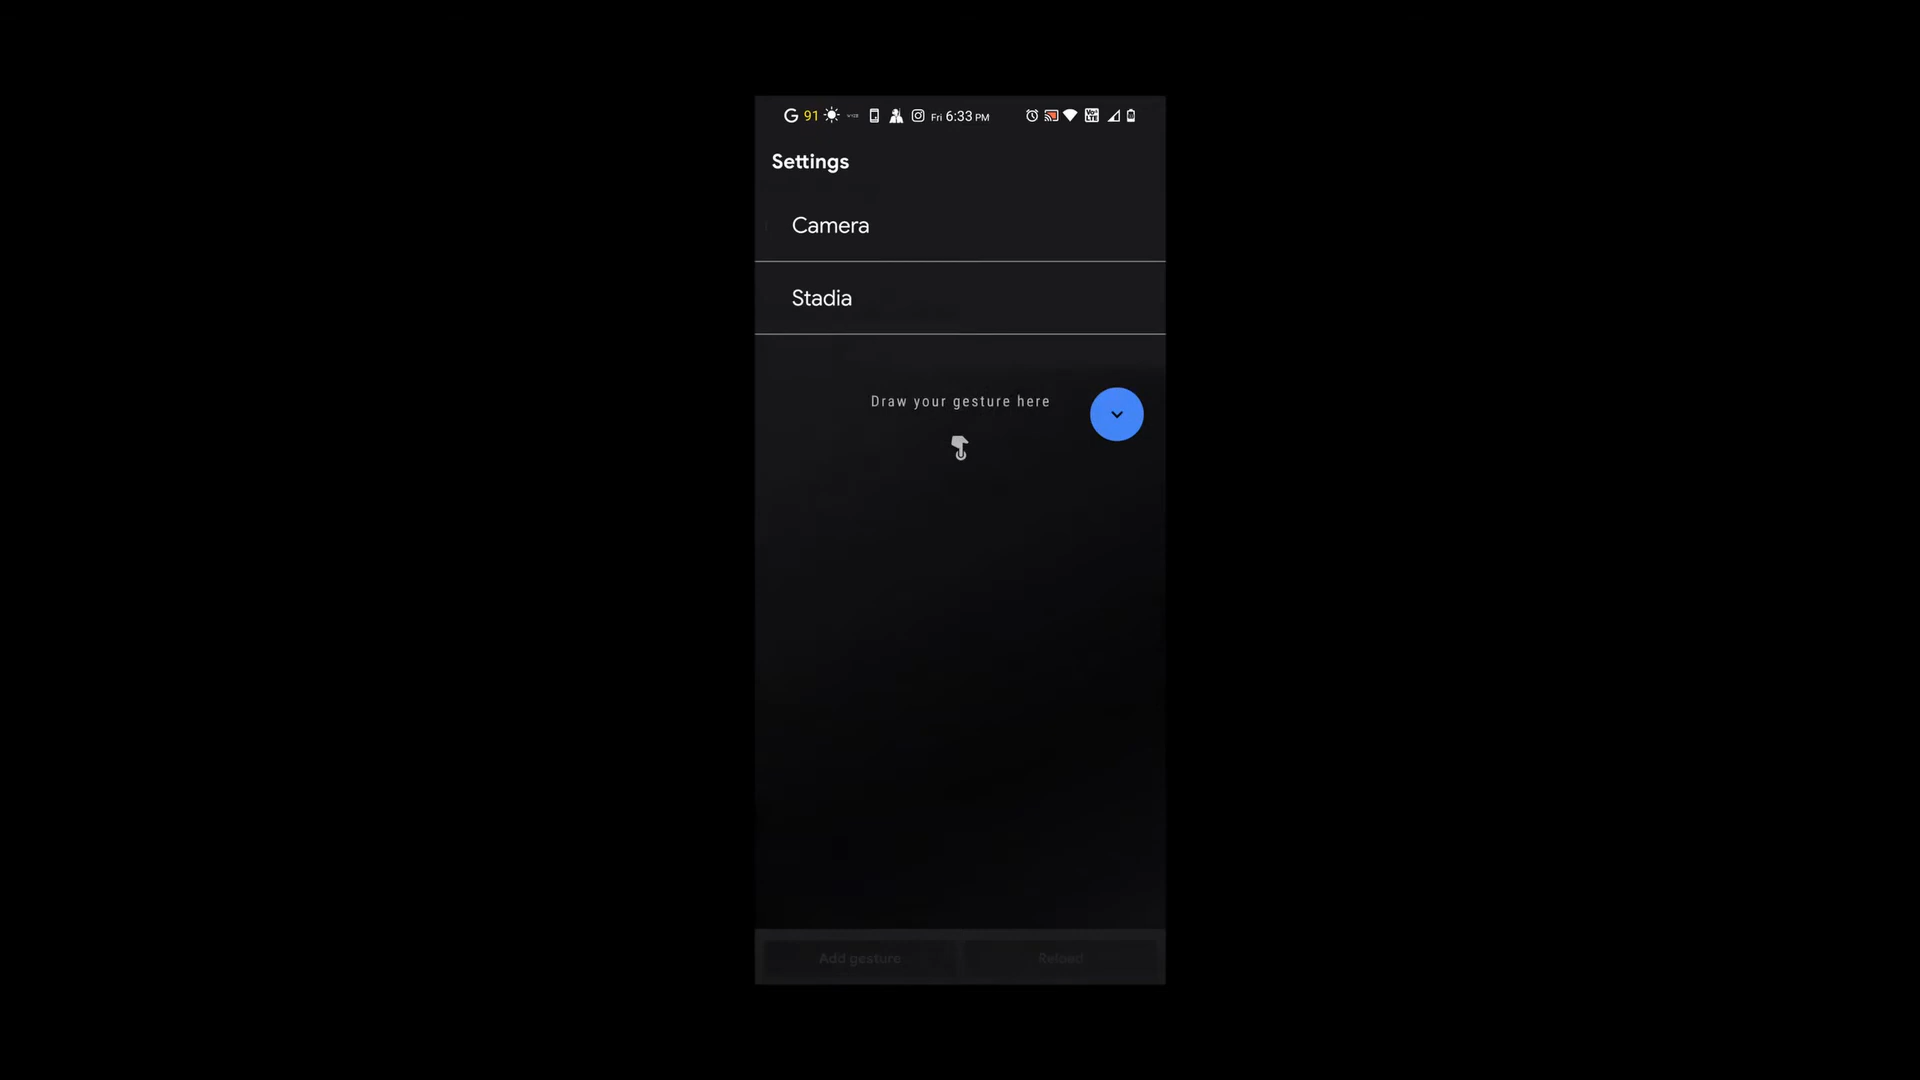 G 91 Fri 6:33 PM
Settings
Camera
Stadia
Draw your gesture here
Add gesture Reload